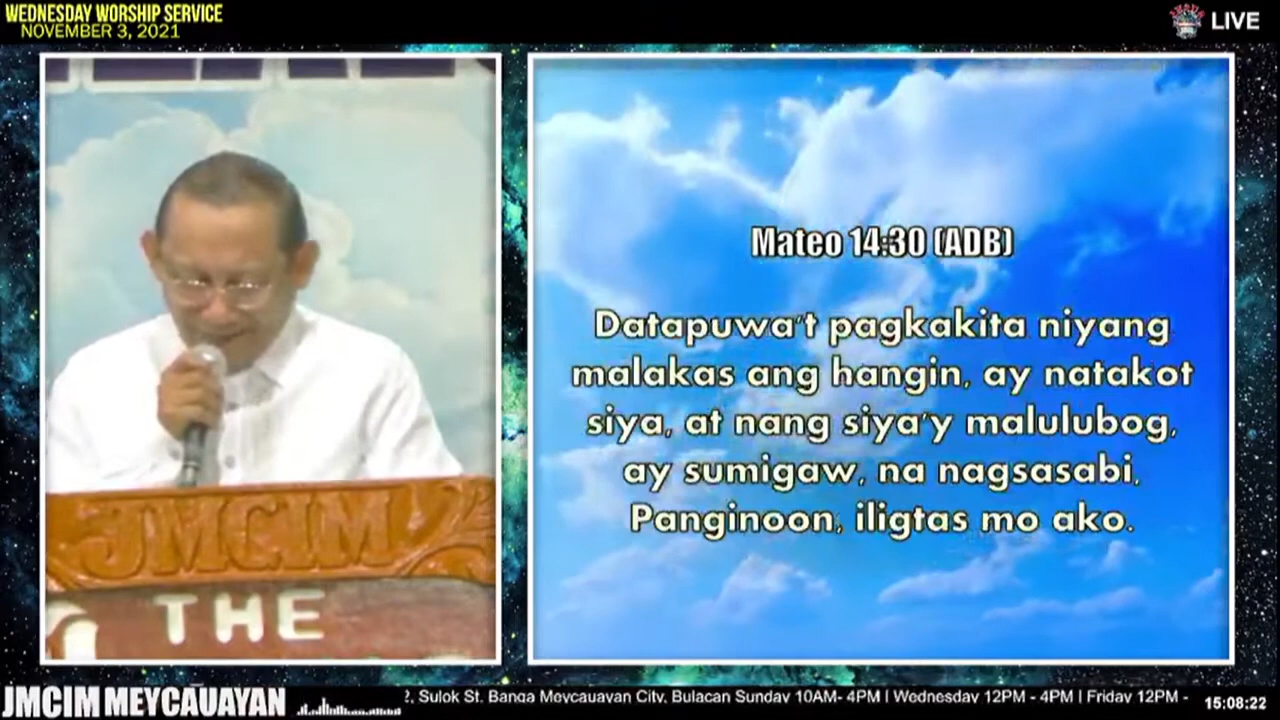 WEDNESDAY WORSHIP SERVICE
NOVEMBER 3, 2021
LIVE
JMCIM
THE
Mateo 14:30 (ADB)
Datapuwa't pagkakita niyang
malakas ang hangin, ay natakot
siya, at nang siya'y malulubog,
ay sumigaw, na nagsasabi,
Panginoon, iligtas mo ako.
JMCIM MEYCAUAYAN
2, Sulok St. Banga Meycauayan City, Bulacan Sunday 10AM- 4PM | Wednesday 12PM - 4PM | Friday 12PM -
15:08:22